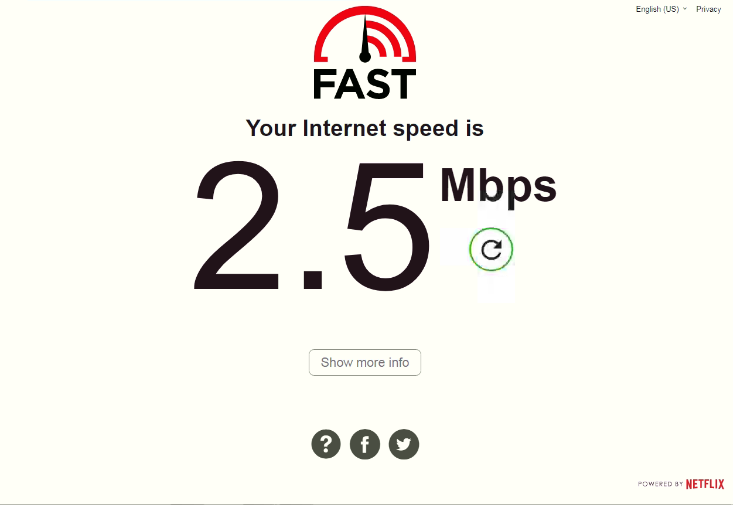 English (US)
Privacy
FAST
Your Internet speed is
2.5 Mbps
Show more info
?
f
POWERED BY NETFLIX